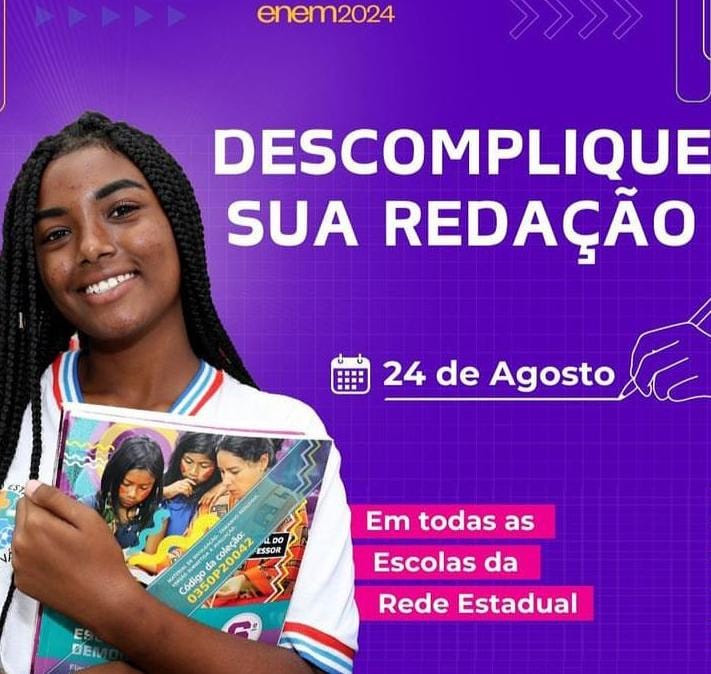 enem2024
DESCOMPLIQUE
SUA REDAÇÃO
24 de Agosto
Em todas as
Escolas da
Rede Estadual
Código da coleção:
0350P20042